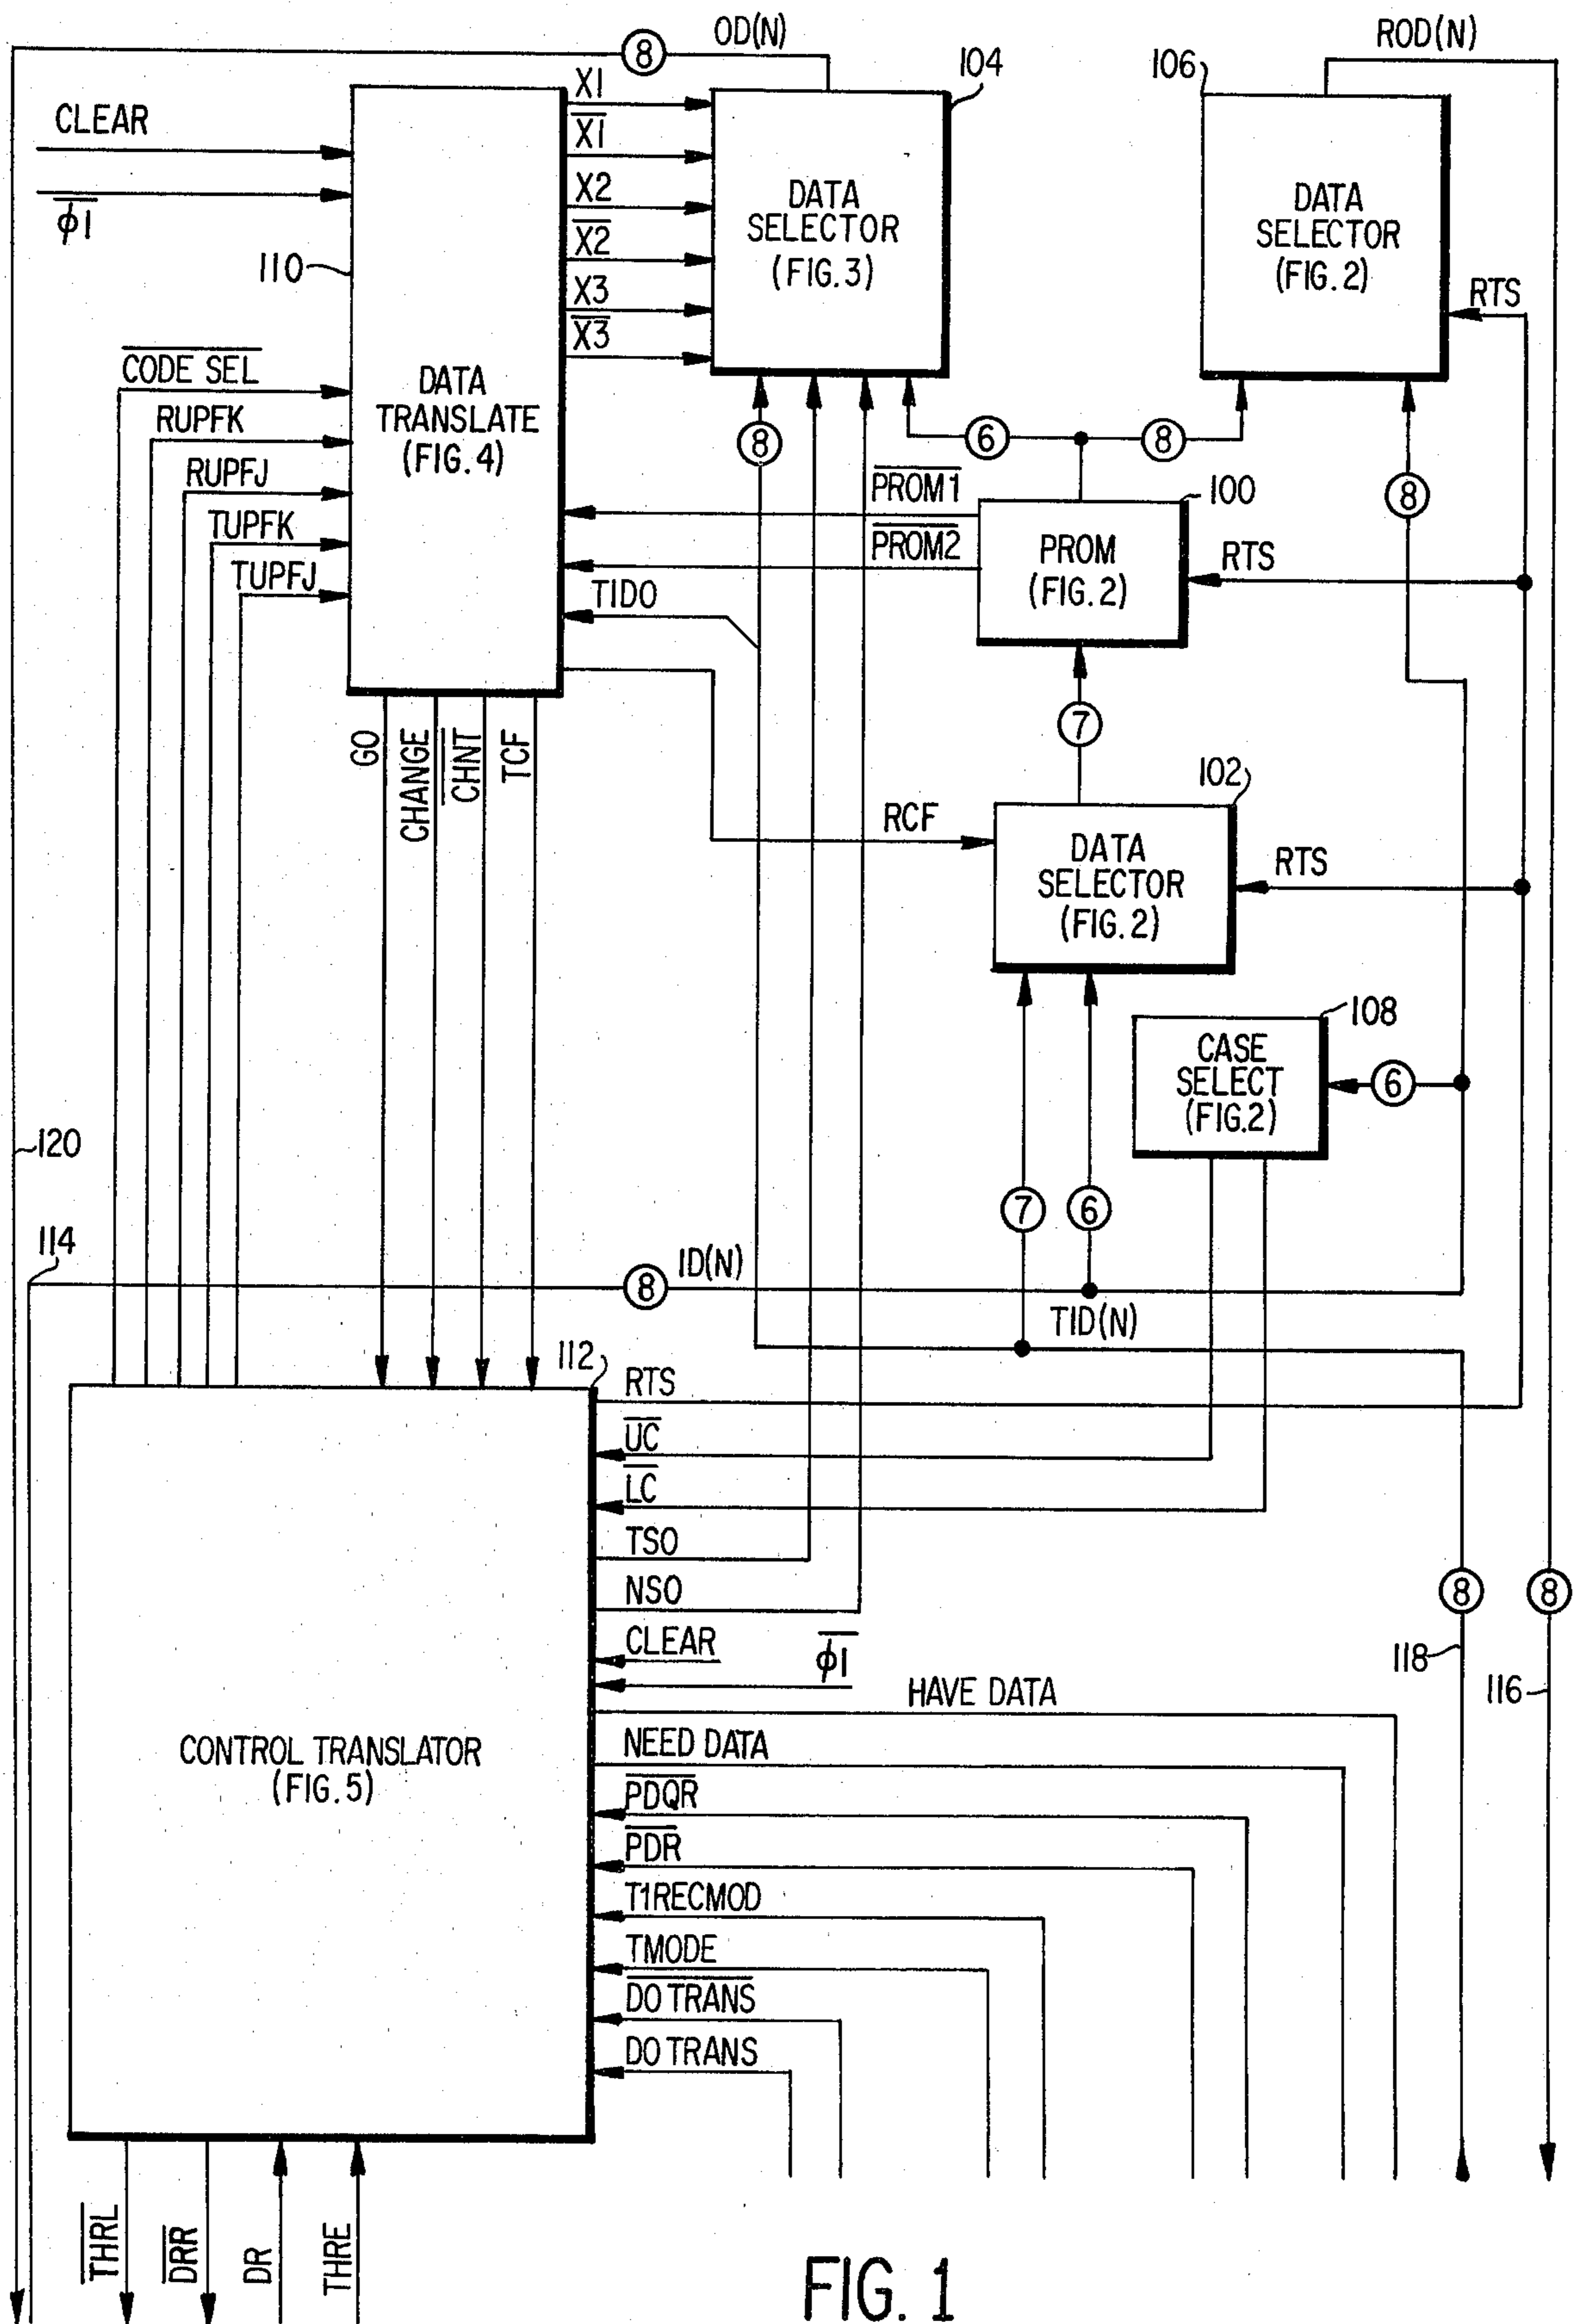 OD(N)
ROD(N)
8
104
106
X1
CLEAR
X1
DATA
SELECTOR
(FIG. 3)
DATA
SELECTOR
(FIG. 2)
X2
φ1
X2
110
X3
RTS
X3
CODE SEL
DATA
TRANSLATE
(FIG. 4)
RUPFK
8
6
8
RUPFJ
PROM1
100
8
TUPFK
PROM2
PROM
(FIG. 2)
RTS
TUPFJ
TIDO
7
GO
CHANGE
CHNT
TCF
102
RCF
DATA
SELECTOR
(FIG. 2)
RTS
108
CASE
SELECT
(FIG.2)
6
120
7
6
114
8
ID(N)
TID(N)
112
RTS
UC
LC
TSO
NSO
8
8
CLEAR
φ1
118
116
HAVE DATA
CONTROL TRANSLATOR
(FIG. 5)
NEED DATA
PDQR
PDR
T1RECMOD
TMODE
DO TRANS
DO TRANS
THRL
DRR
DR
THRE
FIG. 1